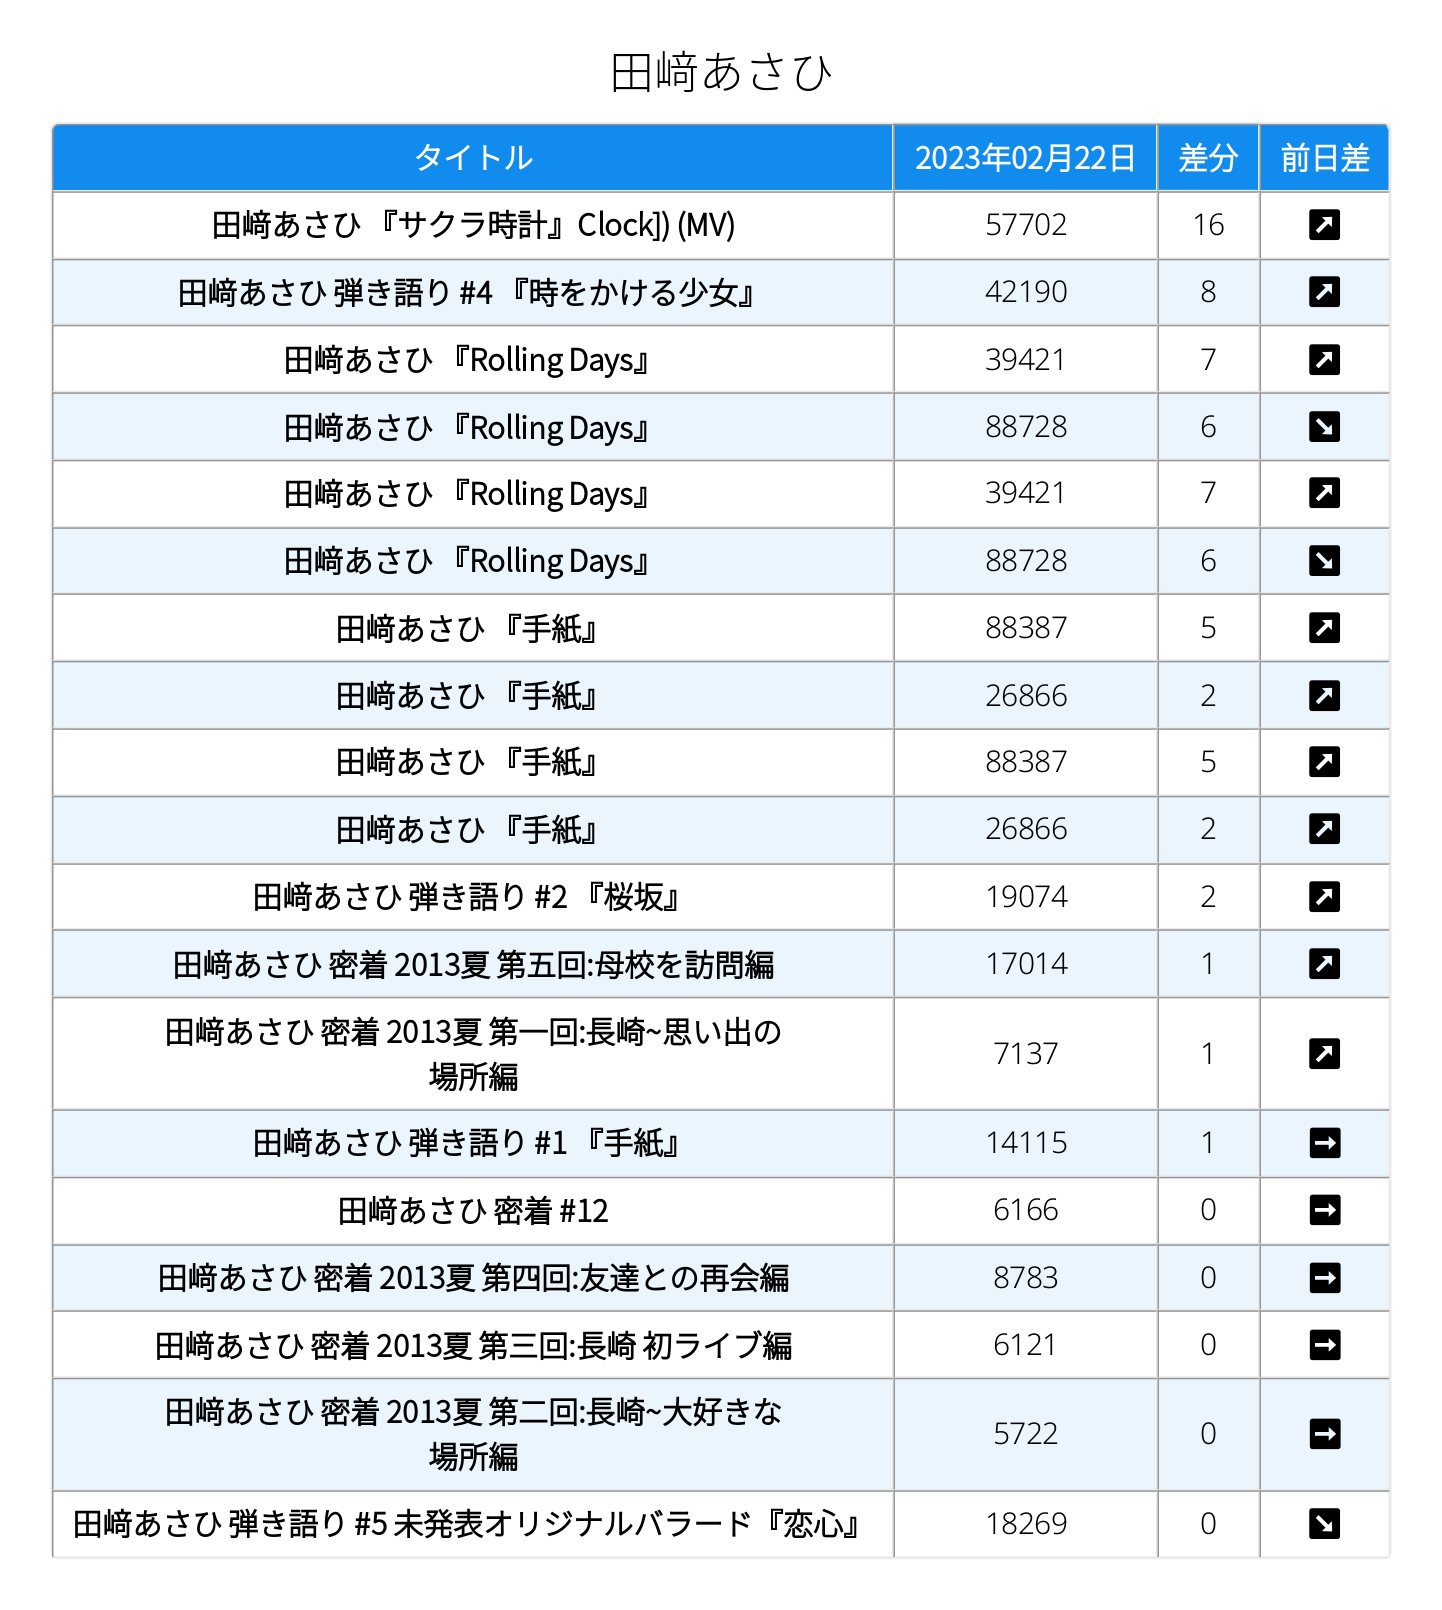 田﨑あさひ
タイトル 2023年02月22日 差分 前日差
田﨑あさひ 『サクラ時計』Clock]) (MV) 57702 16
田﨑あさひ 弾き語り #4 『時をかける少女』 42190 8
田﨑あさひ 『Rolling Days』 39421 7
田﨑あさひ 『Rolling Days』 88728 6
田﨑あさひ 『Rolling Days』 39421 7
田﨑あさひ 『Rolling Days』 88728 6
田﨑あさひ 『手紙』 88387 5
田﨑あさひ 『手紙』 26866 2
田﨑あさひ 『手紙』 88387 5
田﨑あさひ 『手紙』 26866 2
田﨑あさひ 弾き語り #2 『桜坂』 19074 2
田﨑あさひ 密着 2013夏 第五回:母校を訪問編 17014 1
田﨑あさひ 密着 2013夏 第一回:長崎~思い出の
場所編 7137 1
田﨑あさひ 弾き語り #1 『手紙』 14115 1
田﨑あさひ 密着 #12 6166 0
田﨑あさひ 密着 2013夏 第四回:友達との再会編 8783 0
田﨑あさひ 密着 2013夏 第三回:長崎 初ライブ編 6121 0
田﨑あさひ 密着 2013夏 第二回:長崎~大好きな
場所編 5722 0
田﨑あさひ 弾き語り #5 未発表オリジナルバラード『恋心』 18269 0